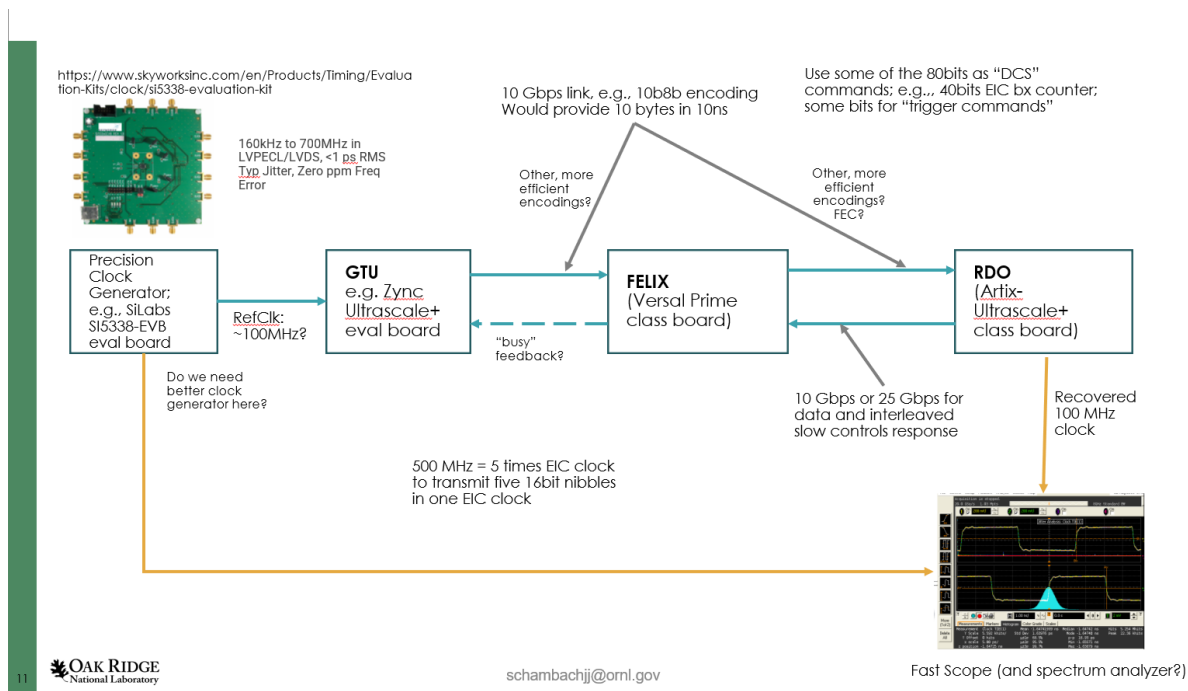 https://www.skyworksinc.com/en/Products/Timing/Evalua
tion-Kits/clock/si5338-evaluation-kit
160kHz to 700MHz in
LVPECL/LVDS, <1 ps RMS
Typ Jitter, Zero ppm Freq
Error
10 Gbps link, e.g., 10b8b encoding
Would provide 10 bytes in 10ns
Use some of the 80bits as “DCS”
commands; e.g.,, 40bits EIC bx counter;
some bits for “trigger commands”
Other, more
efficient
encodings?
Other, more
efficient
encodings?
FEC?
Precision
Clock
Generator;
e.g., SiLabs
SI5338-EVB
eval board
RefClk:
~100MHz?
GTU
e.g. Zync
Ultrascale+
eval board
“busy”
feedback?
FELIX
(Versal Prime
class board)
RDO
(Artix-
Ultrascale+
class board)
Do we need
better clock
generator here?
10 Gbps or 25 Gbps for
data and interleaved
slow controls response
Recovered
100 MHz
clock
500 MHz = 5 times EIC clock
to transmit five 16bit nibbles
in one EIC clock
Fast Scope (and spectrum analyzer?)
11
OAK RIDGE
National Laboratory
schambachjj@ornl.gov